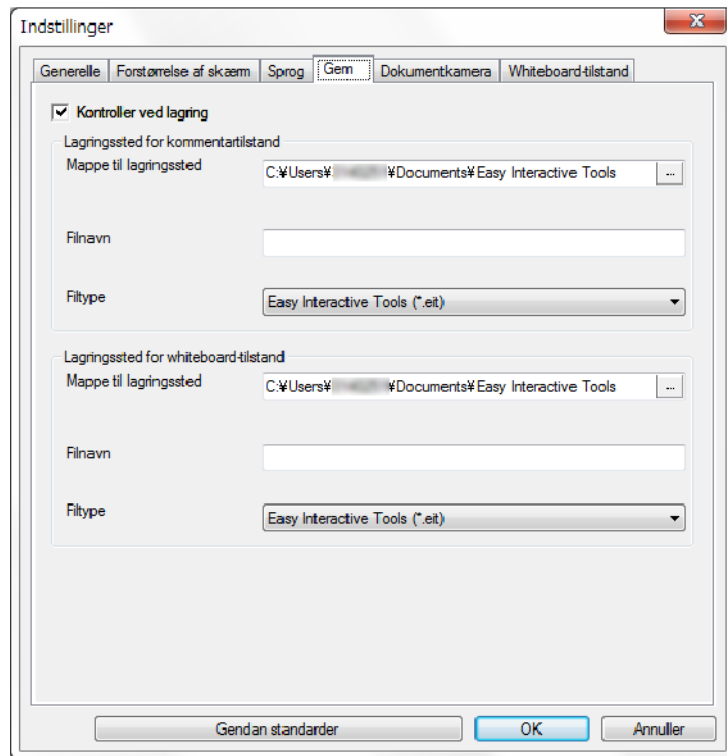 Indstillinger
Generelle Forstørrelse af skærm Sprog Gem Dokumentkamera Whiteboard-tilstand
Kontroller ved lagring
Lagringssted for kommentartilstand
Mappe til lagringssted C:¥Users¥ ¥Documents¥Easy Interactive Tools ...
Filnavn
Filtype Easy Interactive Tools (*.eit)
Lagringssted for whiteboard-tilstand
Mappe til lagringssted C:¥Users¥ ¥Documents¥Easy Interactive Tools ...
Filnavn
Filtype Easy Interactive Tools (*.eit)
Gendan standarder OK Annuller